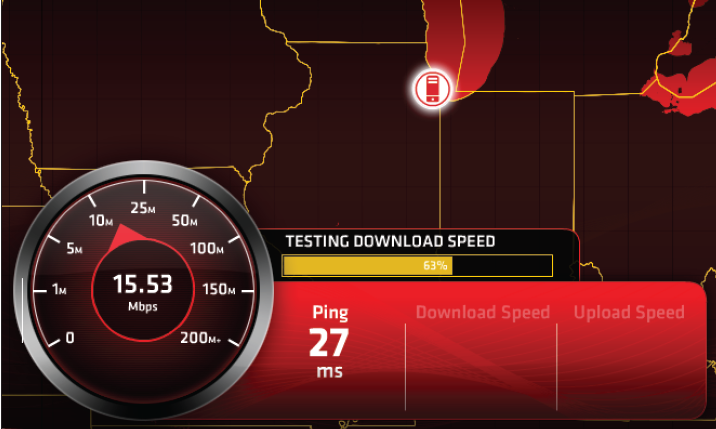 TESTING DOWNLOAD SPEED
63%
0
1M
5M
10M
25M
50M
100M
150M
200M+
15.53
Mbps
Ping
27
ms
Download Speed
Upload Speed